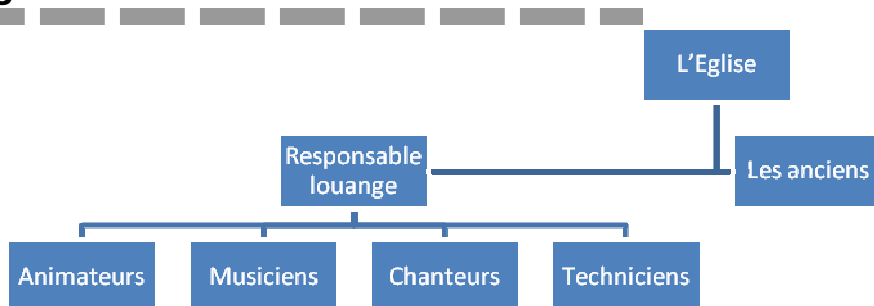 L'Eglise
Responsable
louange
Les anciens
Animateurs
Musiciens
Chanteurs
Techniciens